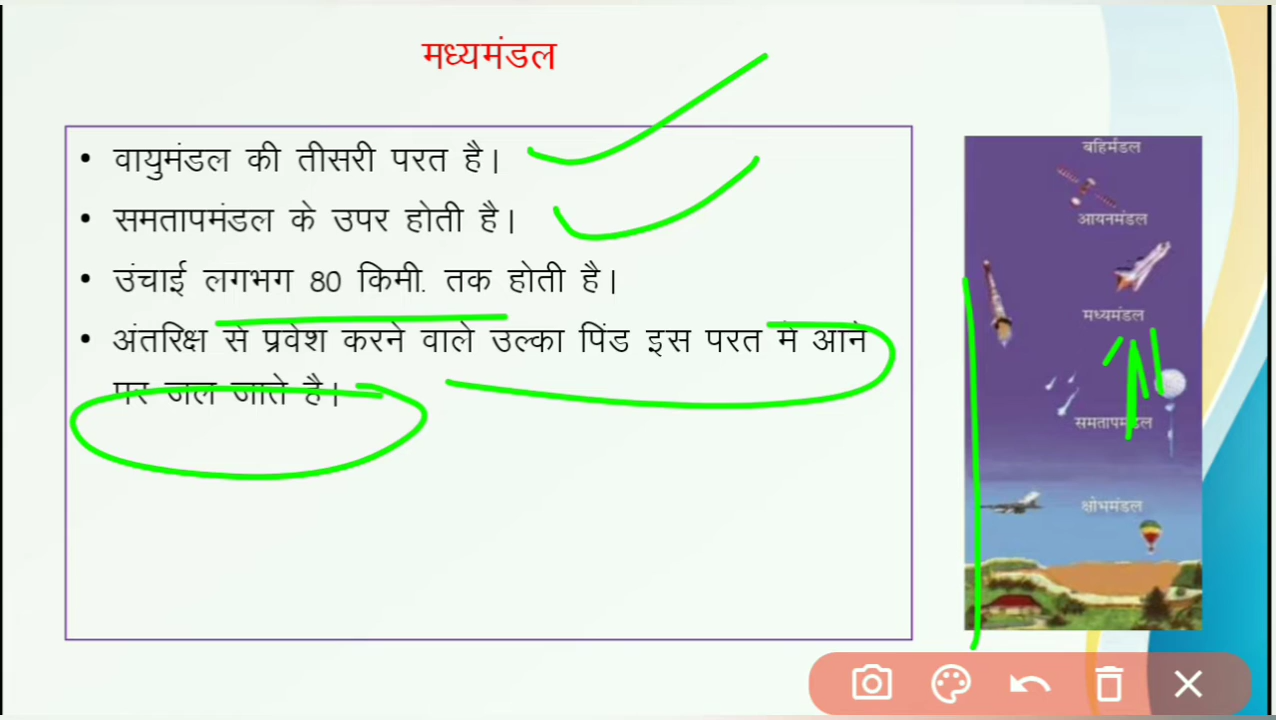 मध्यमंडल
• वायुमंडल की तीसरी परत है।
• समतापमंडल के उपर होती है।
• उंचाई लगभग 80 किमी. तक होती है।
• अंतरिक्ष से प्रवेश करने वाले उल्का पिंड इस परत मे आने
पर जल जाते है।
बहिर्मंडल
आयनमंडल
मध्यमंडल
समतापमंडल
क्षोभमंडल